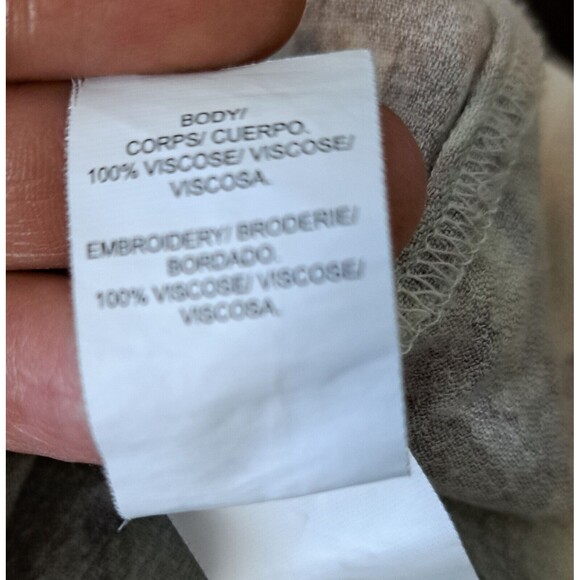 BODY/
CORPS/ CUERPO.
100% VISCOSE/ VISCOSE/
VISCOSA.
EMBROIDERY/ BRODERIE/
BORDADO.
100% VISCOSE/ VISCOSE/
VISCOSA.